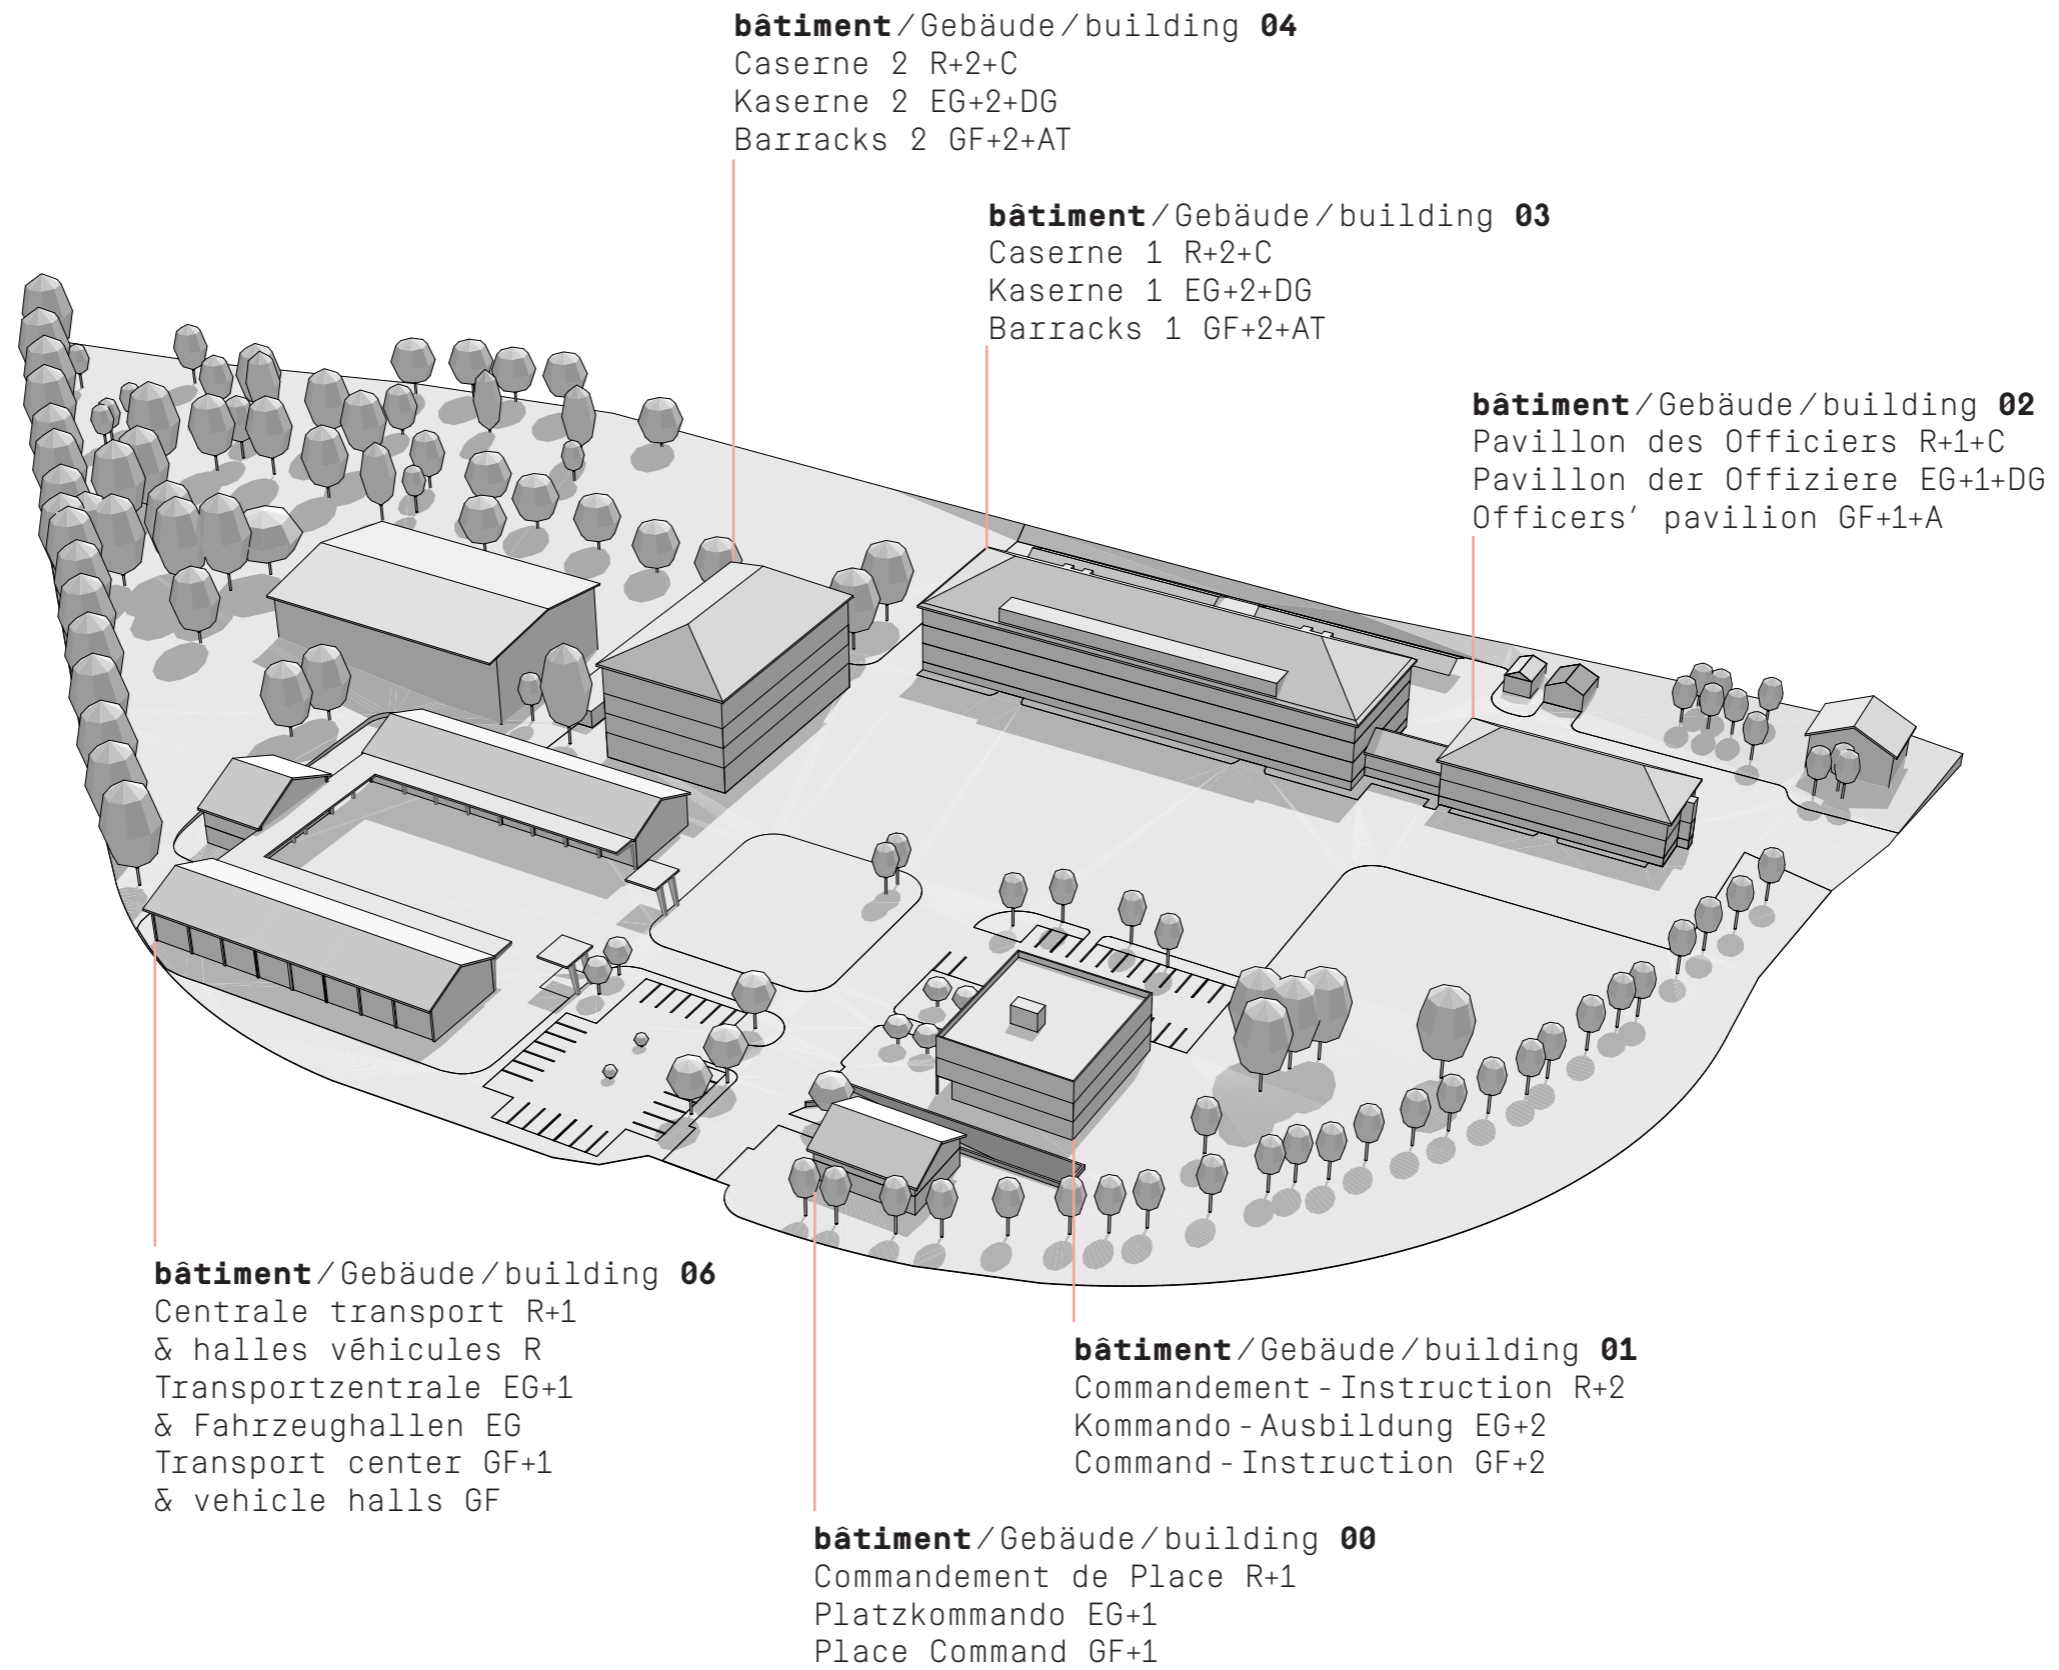 bâtiment/Gebäude/building 04
Caserne 2 R+2+C
Kaserne 2 EG+2+DG
Barracks 2 GF+2+AT
bâtiment/Gebäude/building 03
Caserne 1 R+2+C
Kaserne 1 EG+2+DG
Barracks 1 GF+2+AT
bâtiment/Gebäude/building 02
Pavillon des Officiers R+1+C
Pavillon der Offiziere EG+1+DG
Officers’ pavilion GF+1+A
bâtiment/Gebäude/building 06
Centrale transport R+1
& halles véhicules R
Transportzentrale EG+1
& Fahrzeughallen EG
Transport center GF+1
& vehicle halls GF
bâtiment/Gebäude/building 01
Commandement-Instruction R+2
Kommando-Ausbildung EG+2
Command-Instruction GF+2
bâtiment/Gebäude/building 00
Commandement de Place R+1
Platzkommando EG+1
Place Command GF+1